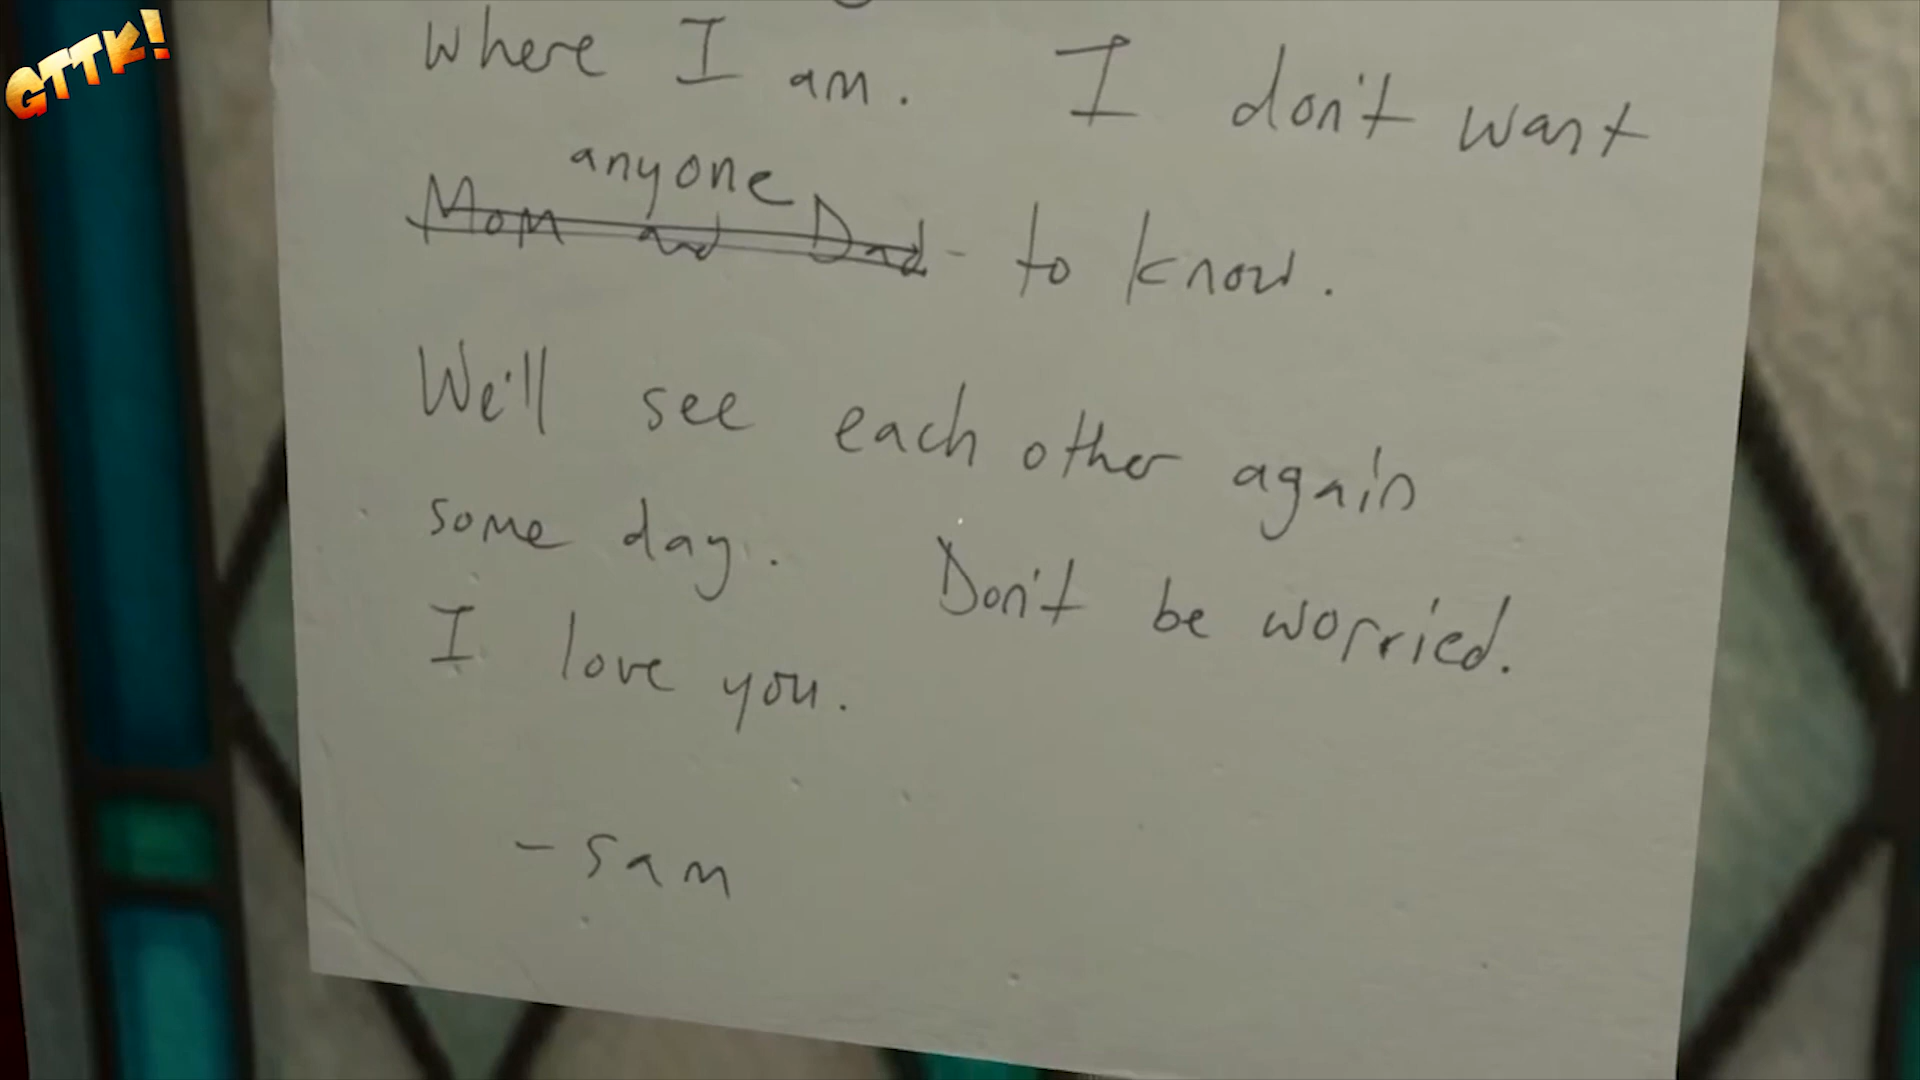 GTTK!
where I am. I don't want
anyone
Mom and Dad to know.
We'll see each other again
some day. Don't be worried.
I love you.
- Sam